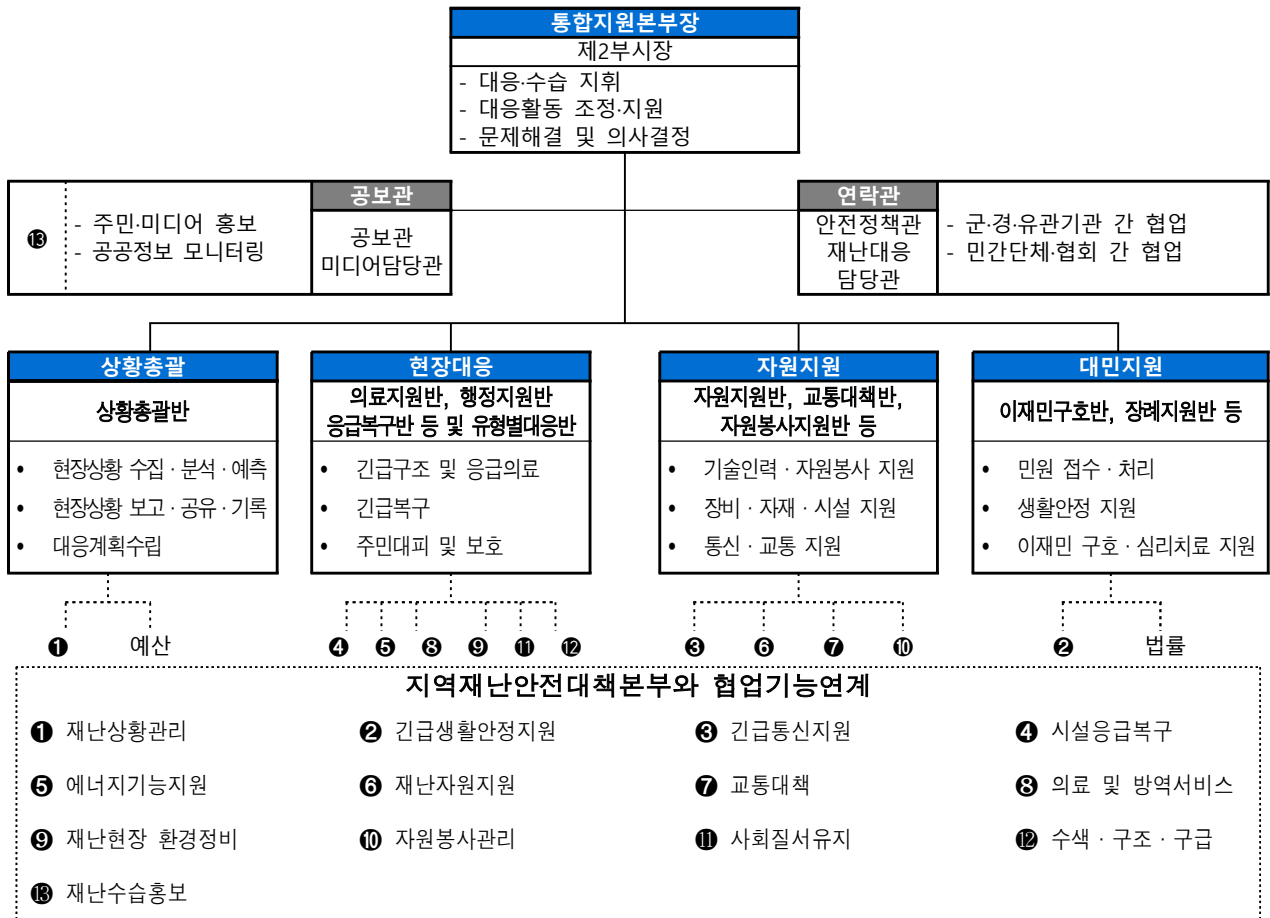 통합지원본부장
제2부시장
- 대응·수습 지휘
- 대응활동 조정·지원
- 문제해결 및 의사결정
⓭
- 주민·미디어 홍보
- 공공정보 모니터링
공보관
공보관
미디어담당관
연락관
안전정책관
재난대응
담당관
- 군·경·유관기관 간 협업
- 민간단체·협회 간 협업
상황총괄
상황총괄반
• 현장상황 수집·분석·예측
• 현장상황 보고·공유·기록
• 대응계획수립
현장대응
의료지원반, 행정지원반
응급복구반 등 및 유형별대응반
• 긴급구조 및 응급의료
• 긴급복구
• 주민대피 및 보호
자원지원
자원지원반, 교통대책반,
자원봉사지원반 등
• 기술인력·자원봉사 지원
• 장비·자재·시설 지원
• 통신·교통 지원
대민지원
이재민구호반, 장례지원반 등
• 민원 접수·처리
• 생활안정 지원
• 이재민 구호·심리치료 지원
❶ 예산
❹ ❺ ❽ ❾ ⓫ ⓬
❸ ❻ ❼ ❿
❷ 법률
지역재난안전대책본부와 협업기능연계
❶ 재난상황관리 ❷ 긴급생활안정지원 ❸ 긴급통신지원 ❹ 시설응급복구
❺ 에너지기능지원 ❻ 재난자원지원 ❼ 교통대책 ❽ 의료 및 방역서비스
❾ 재난현장 환경정비 ❿ 자원봉사관리 ⓫ 사회질서유지 ⓬ 수색·구조·구급
⓭ 재난수습홍보